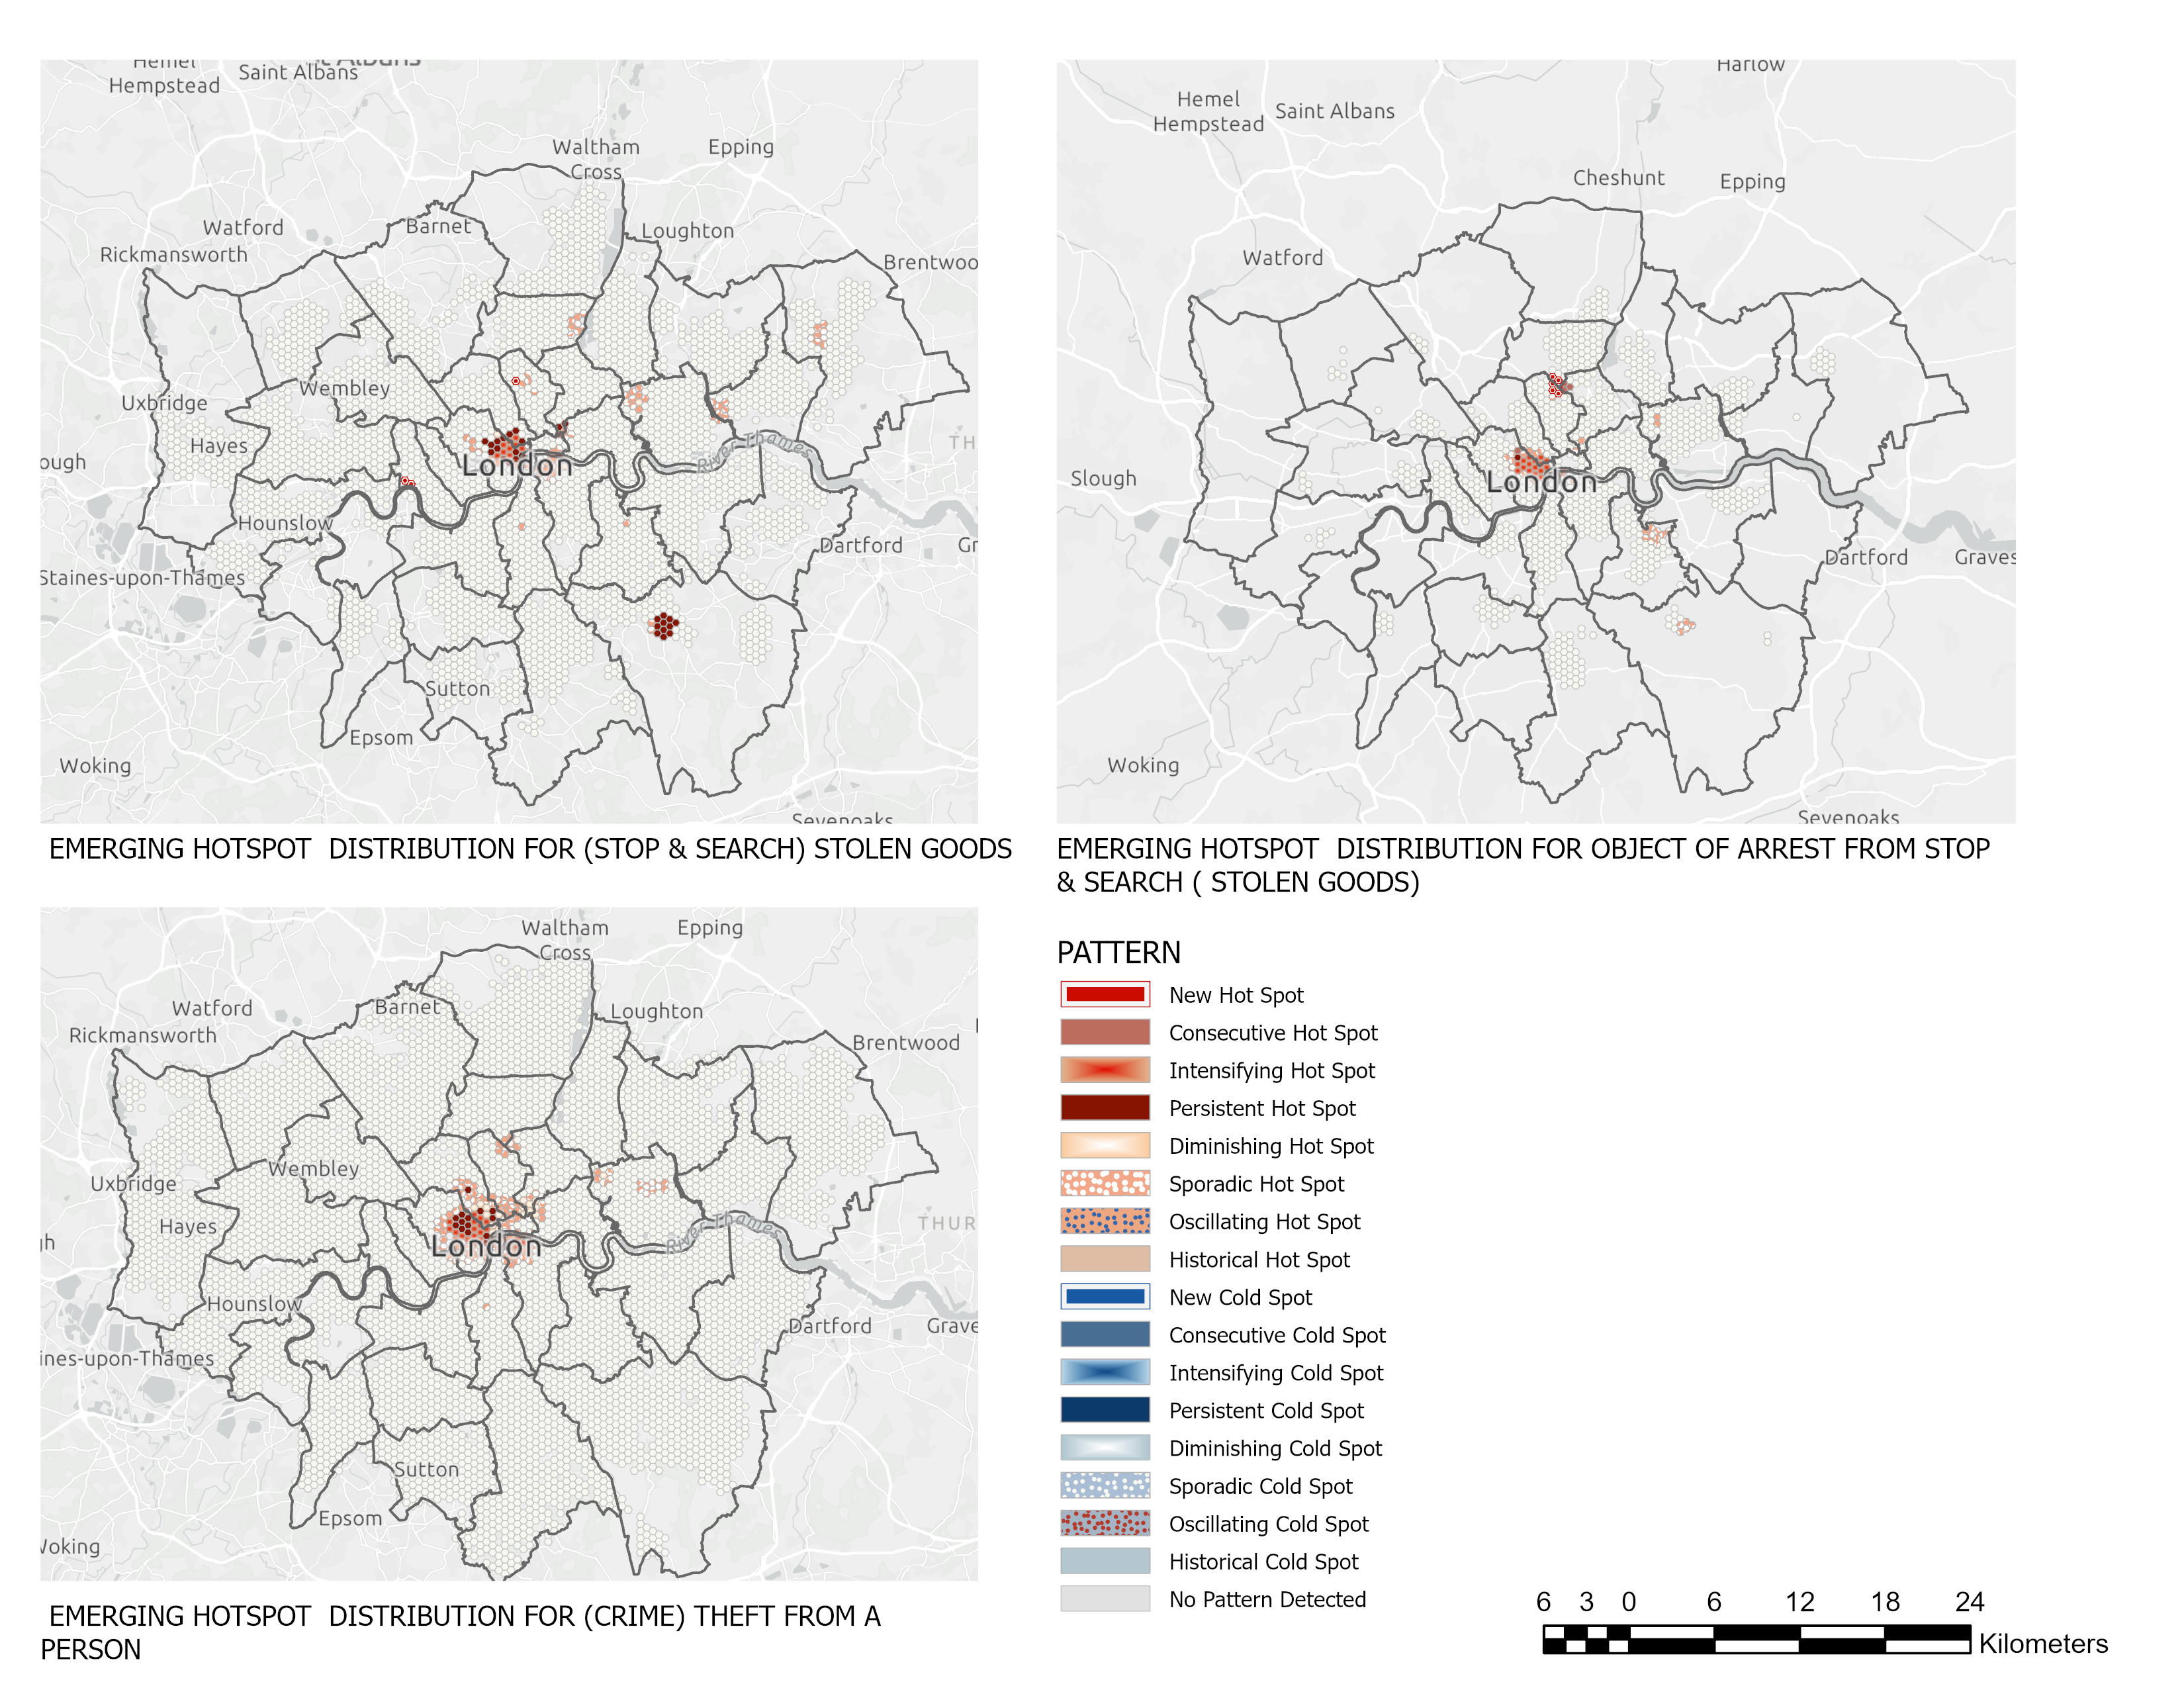 Hemel
Hempstead
Saint Albans
Waltham
Cross
Epping
Watford
Barnet
Loughton
Rickmansworth
Brentwoo
Wembley
Uxbridge
Hayes
TH
ough
London
River Thames
Hounslow
Dartford
Gr
Staines-upon-Thames
Sutton
Epsom
Woking
Sevenoaks
EMERGING HOTSPOT DISTRIBUTION FOR (STOP & SEARCH) STOLEN GOODS
Harlow
Hemel
Hempstead
Saint Albans
Cheshunt
Epping
Watford
Slough
London
Dartford
Graves
Woking
Sevenoaks
EMERGING HOTSPOT DISTRIBUTION FOR OBJECT OF ARREST FROM STOP
& SEARCH ( STOLEN GOODS)
Waltham
Cross
Epping
Watford
Barnet
Loughton
Rickmansworth
Brentwood
Wembley
Uxbridge
Hayes
THUR
gh
London
River Thames
Hounslow
Dartford
Grave
ines-upon-Thames
Sutton
Epsom
Woking
EMERGING HOTSPOT DISTRIBUTION FOR (CRIME) THEFT FROM A
PERSON
PATTERN
New Hot Spot
Consecutive Hot Spot
Intensifying Hot Spot
Persistent Hot Spot
Diminishing Hot Spot
Sporadic Hot Spot
Oscillating Hot Spot
Historical Hot Spot
New Cold Spot
Consecutive Cold Spot
Intensifying Cold Spot
Persistent Cold Spot
Diminishing Cold Spot
Sporadic Cold Spot
Oscillating Cold Spot
Historical Cold Spot
No Pattern Detected
6 3 0 6 12 18 24
Kilometers